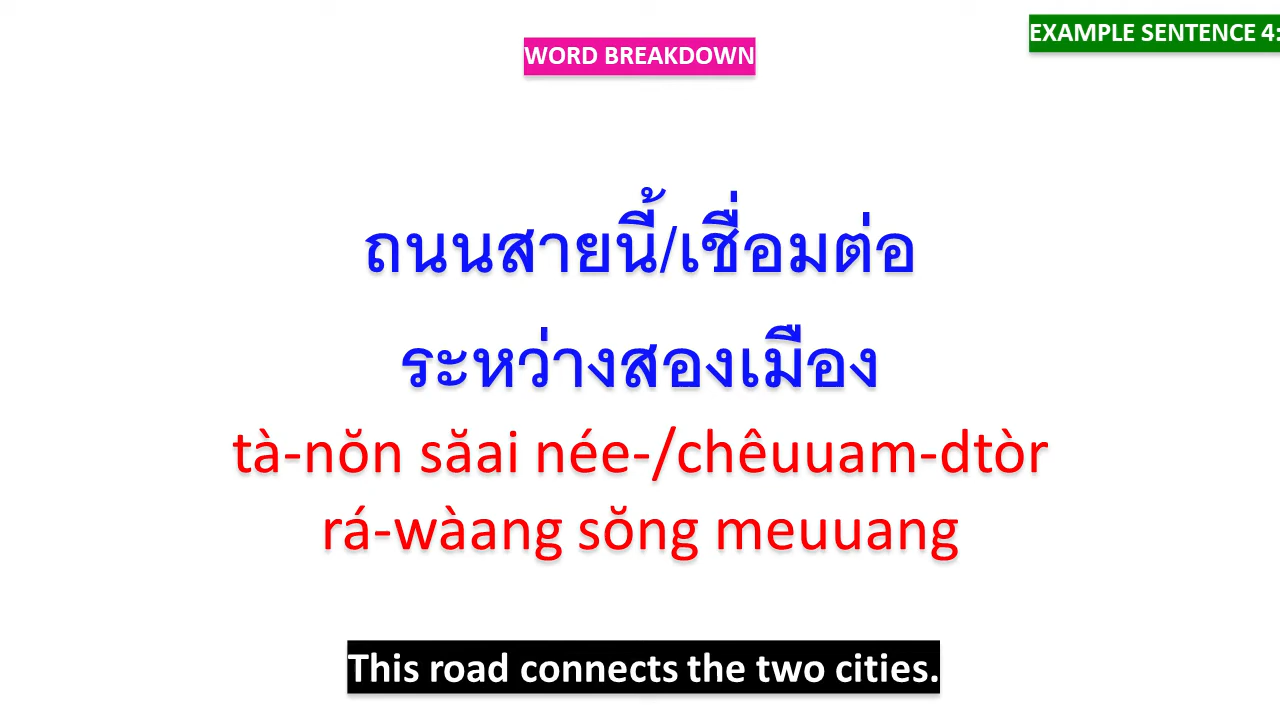 EXAMPLE SENTENCE 4:
WORD BREAKDOWN
ถนนสายนี้/เชื่อมต่อ
ระหว่างสองเมือง
tà-nŏn săai née-/chêuuam-dtòr
rá-wàang sŏng meuuang
This road connects the two cities.